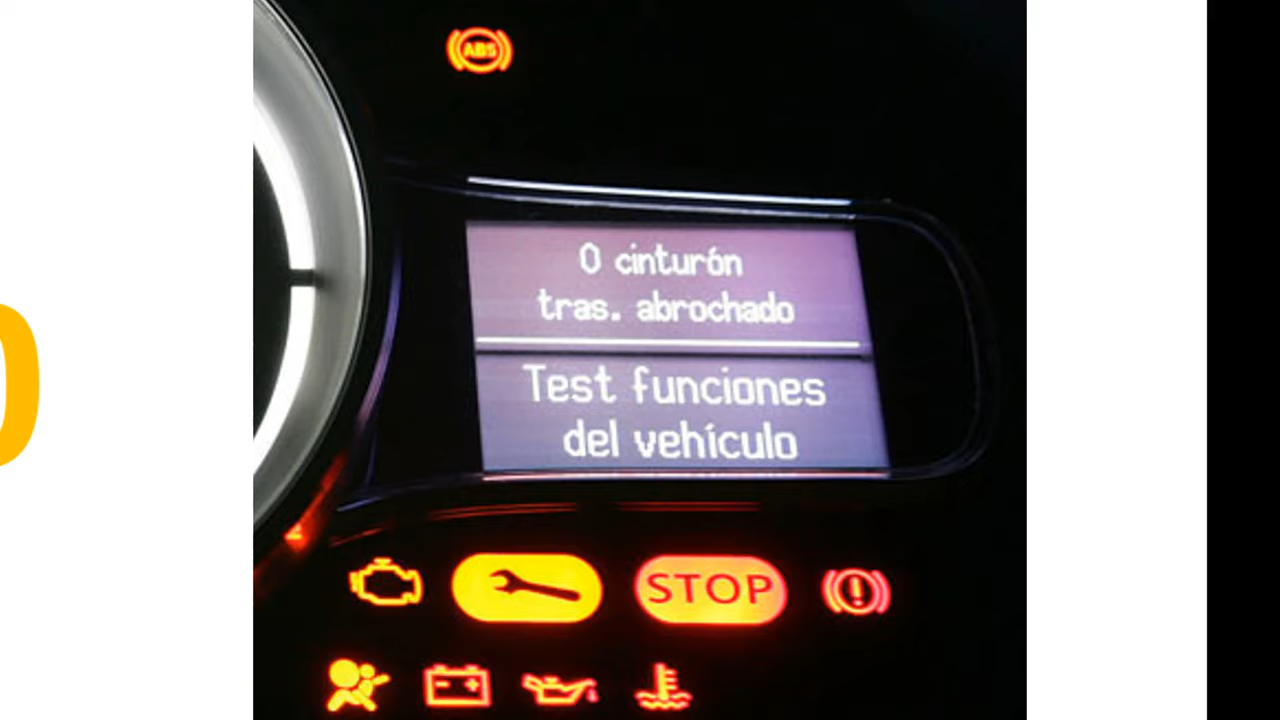 ABS
0 cinturón
tras. abrochado
Test funciones
del vehículo
STOP